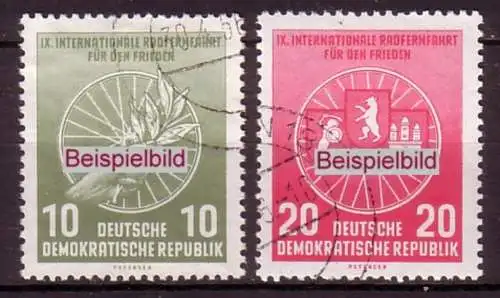 IX. INTERNATIONALE RADFERNFAHRT
FÜR DEN FRIEDEN
Beispielbild
10 DEUTSCHE 10
DEMOKRATISCHE REPUBLIK
IX. INTERNATIONALE RADFERNFAHRT
FÜR DEN FRIEDEN
Beispielbild
20 DEUTSCHE 20
DEMOKRATISCHE REPUBLIK